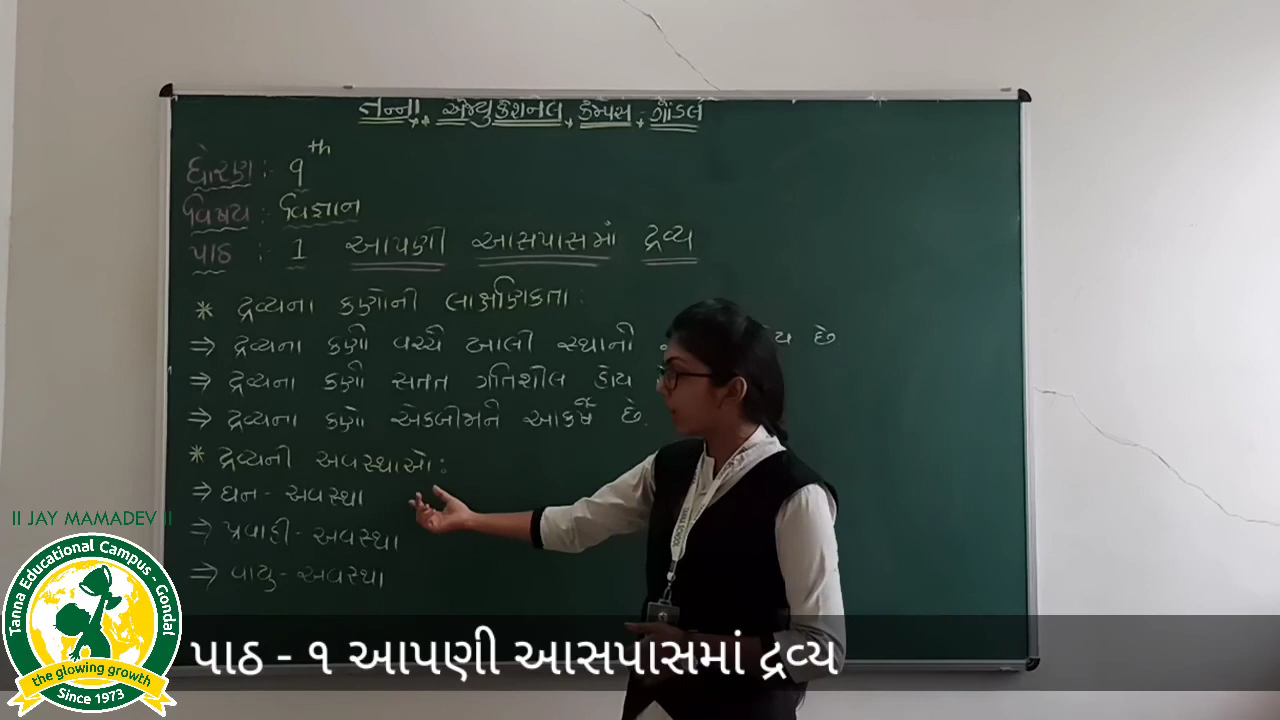 તન્ના એજ્યુકેશનલ કેમ્પસ - ગોંડલ
ધોરણ :- 9th
વિષય : વિજ્ઞાન
પાઠ : 1 આપણી આસપાસમાં દ્રવ્ય
* દ્રવ્યના કણોની લાક્ષણિકતા :
⇒ દ્રવ્યના કણો વચ્ચે ખાલી સ્થાનો છે
⇒ દ્રવ્યના કણો સતત ગતિશીલ હોય
⇒ દ્રવ્યના કણો એકબીજાને આકર્ષે છે.
* દ્રવ્યની અવસ્થાઓ :
⇒ ઘન - અવસ્થા
⇒ પ્રવાહી - અવસ્થા
⇒ વાયુ - અવસ્થા
II JAY MAMADEV II
Tanna Educational Campus - Gondal
the glowing growth
Since 1973
પાઠ - ૧ આપણી આસપાસમાં દ્રવ્ય